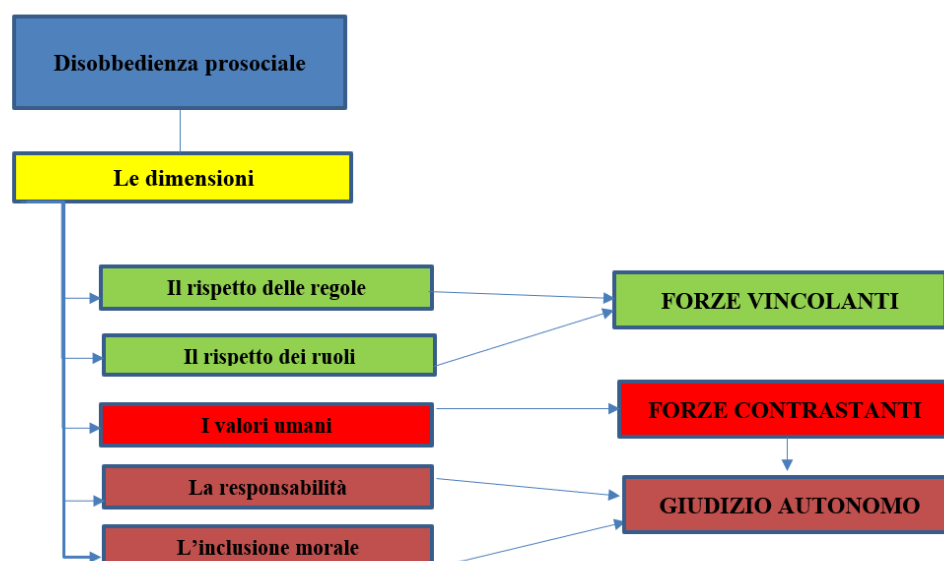 Disobbedienza prosociale
Le dimensioni
Il rispetto delle regole
FORZE VINCOLANTI
Il rispetto dei ruoli
I valori umani
FORZE CONTRASTANTI
La responsabilità
GIUDIZIO AUTONOMO
L'inclusione morale